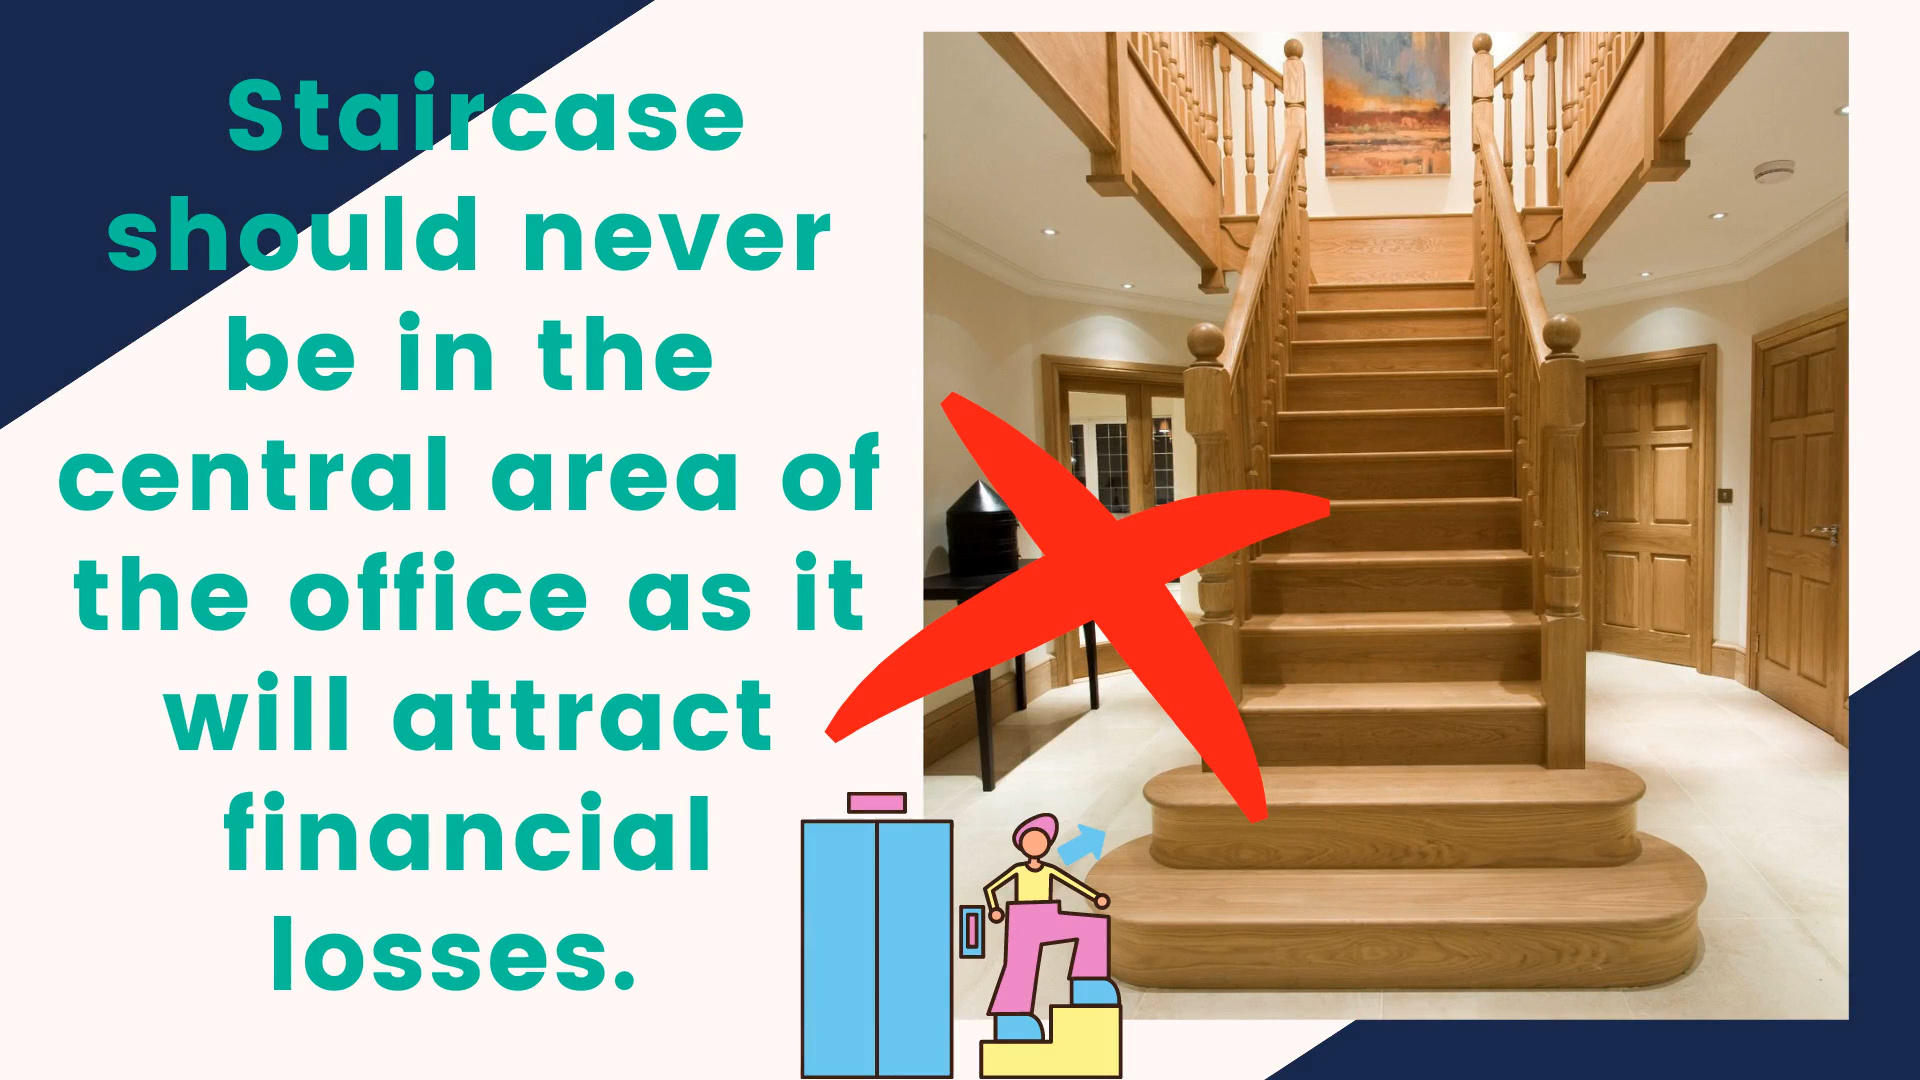 Staircase
should never
be in the
central area of
the office as it
will attract
financial
losses.